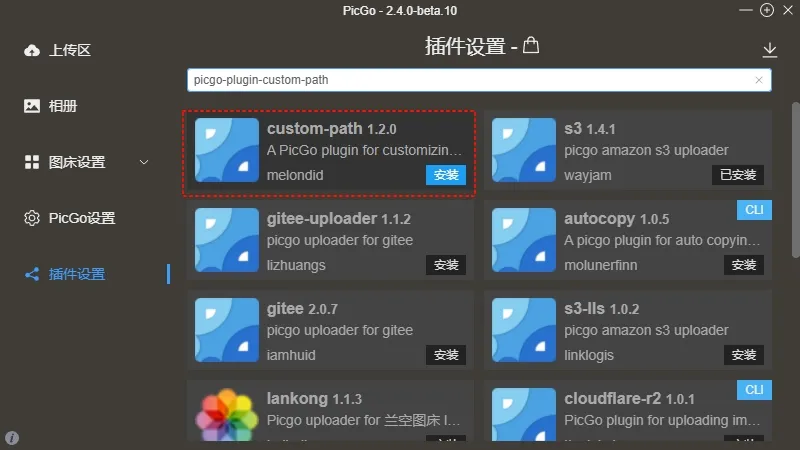 PicGo - 2.4.0-beta.10
上传区
相册
图床设置
PicGo设置
插件设置
插件设置 -
picgo-plugin-custom-path
custom-path 1.2.0
A PicGo plugin for customizin…
melondid
安装
s3 1.4.1
picgo amazon s3 uploader
wayjam
已安装
gitee-uploader 1.1.2
picgo uploader for gitee
lizhuangs
安装
CLI
autocopy 1.0.5
A picgo plugin for auto copyin…
molunerfinn
安装
gitee 2.0.7
picgo uploader for gitee
iamhuid
安装
s3-lls 1.0.2
picgo amazon s3 uploader
linklogis
安装
lankong 1.1.3
Picgo uploader for 兰空图床 l…
CLI
cloudflare-r2 1.0.1
PicGo plugin for uploading im…